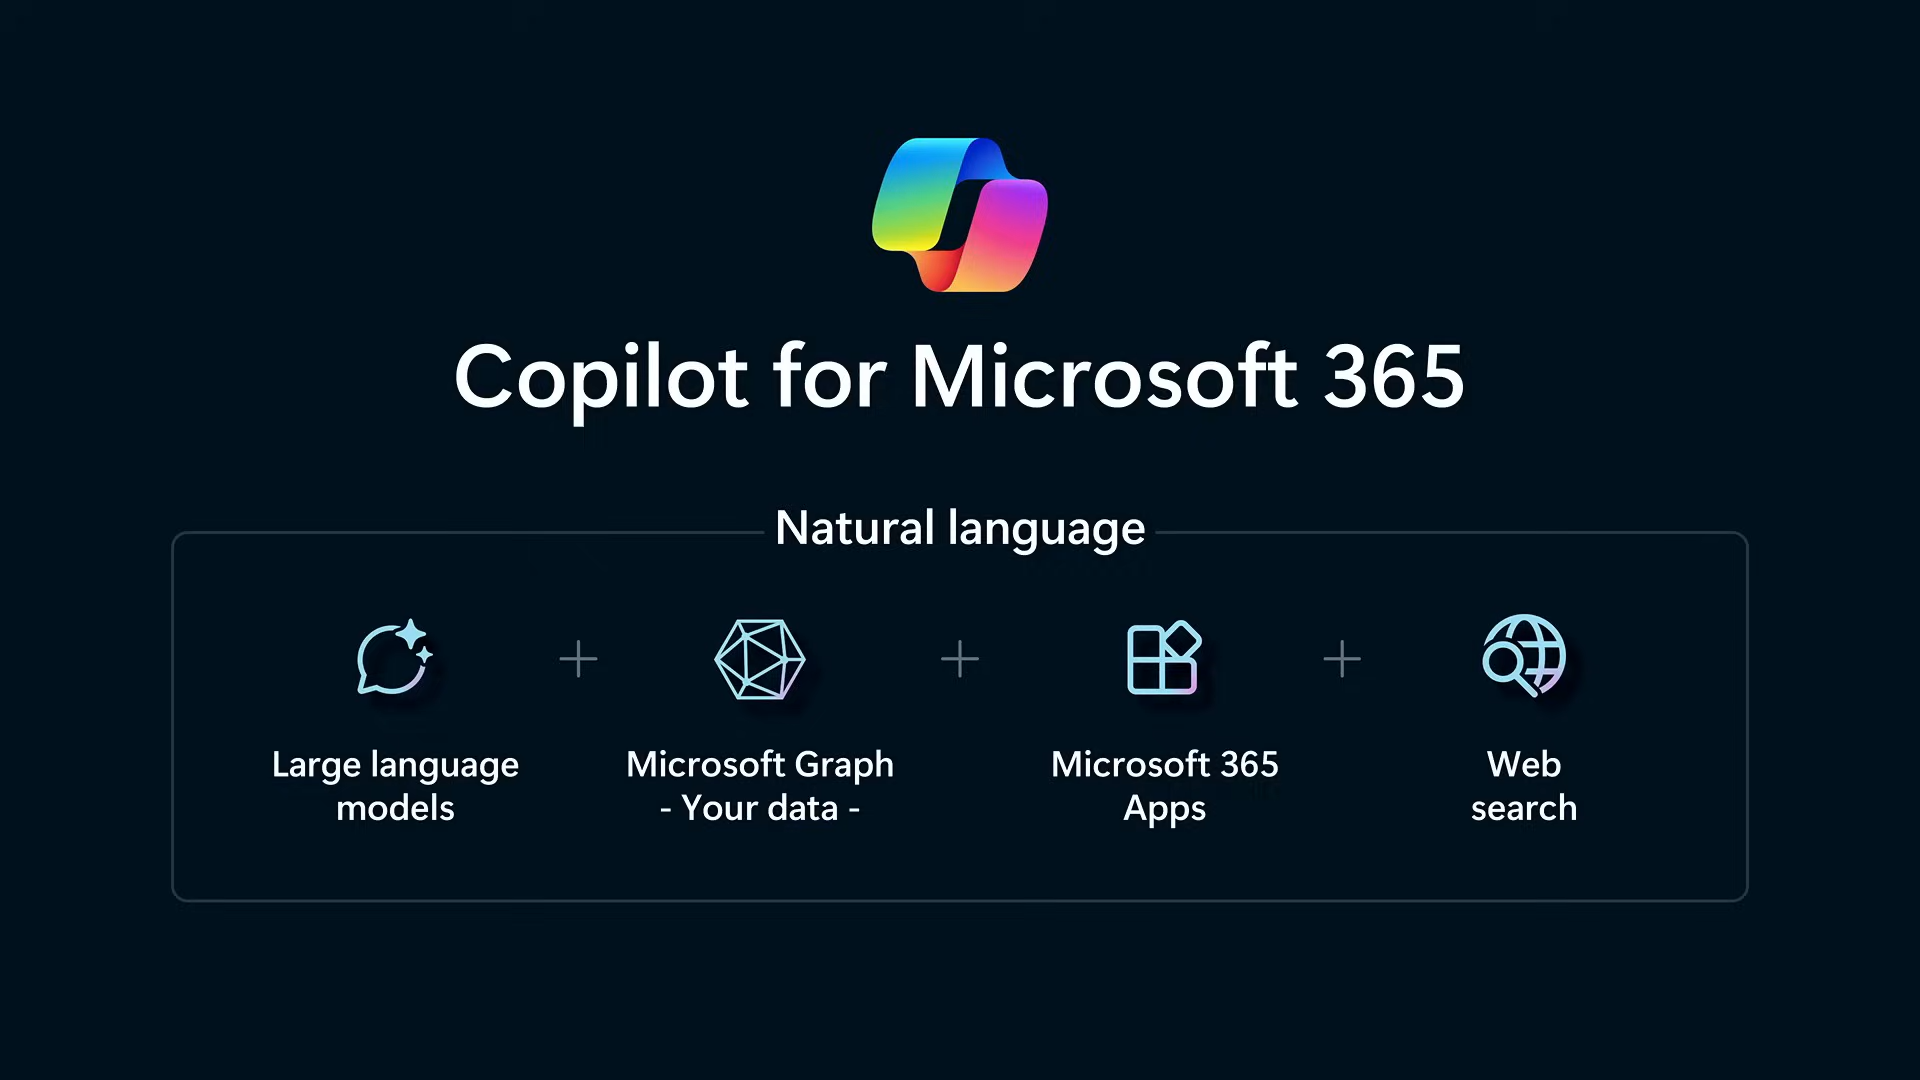 Copilot for Microsoft 365
Natural language
Large language
models
Microsoft Graph
- Your data -
Microsoft 365
Apps
Web
search